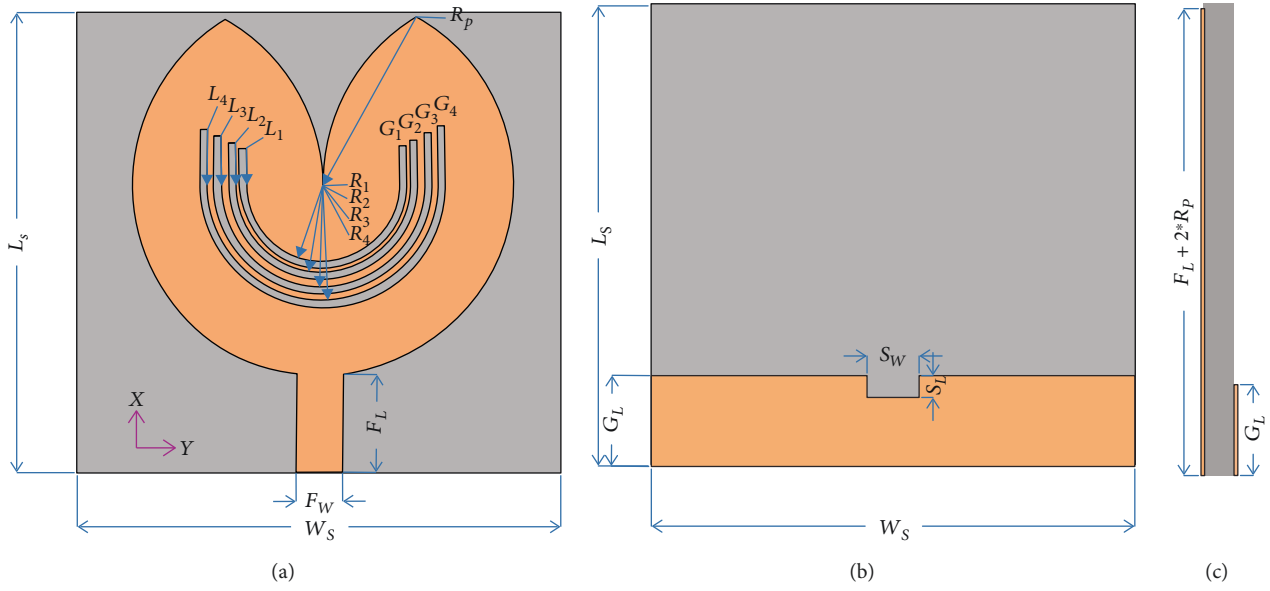 R_p
L_4 L_3 L_2 L_1
G_1 G_2 G_3 G_4
R_1
R_2
R_3
R_4
L_s
X
Y
F_L
F_W
W_S
(a)
L_S
S_W
S_L
G_L
W_S
(b)
F_L + 2*R_P
G_L
(c)